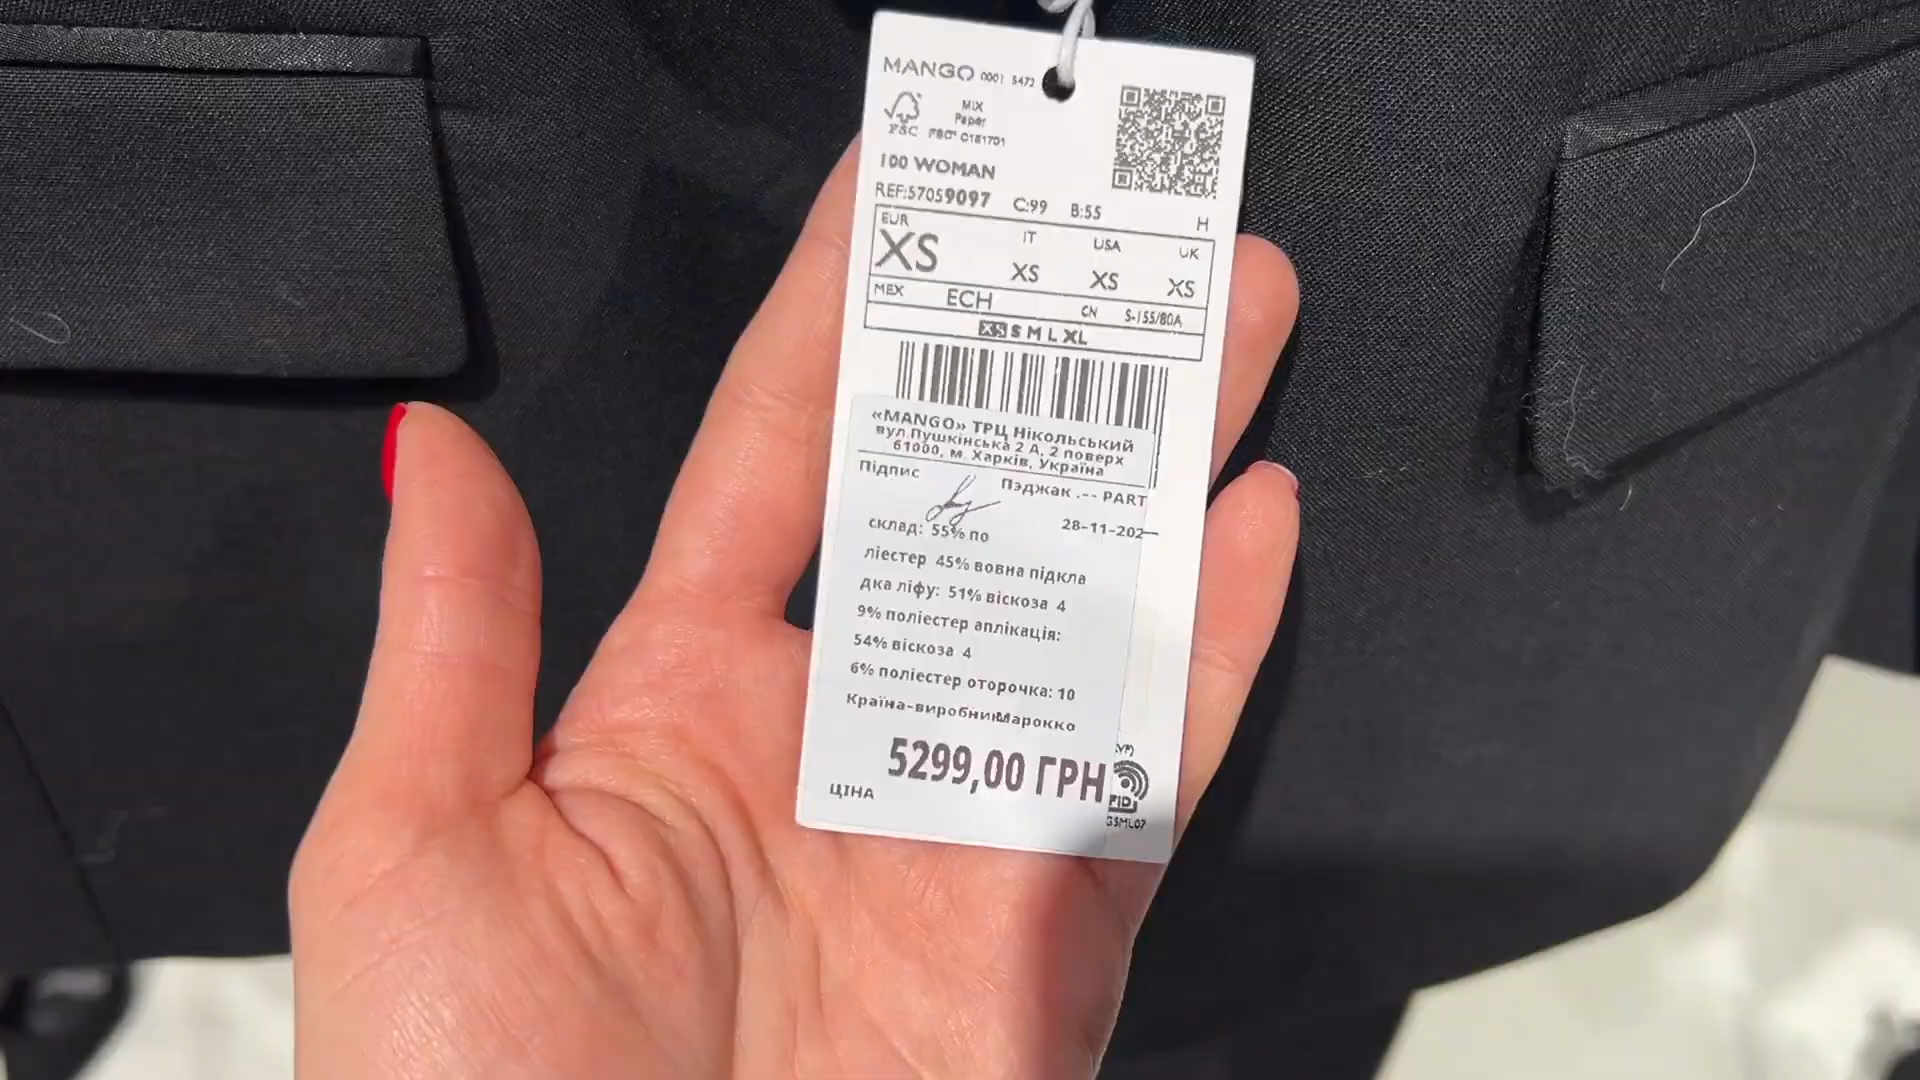 MANGO 0001 5472
MIX
Paper
FSC FSC® C181701
100 WOMAN
REF:57059097 C:99 B:55
H
EUR IT USA UK
XS XS XS XS
MEX ECH CN S-155/80A
XS S M L XL
«MANGO» ТРЦ Нікольський
вул.Пушкінська 2 А, 2 поверх
61000, м. Харків, Україна
Підпис Пэджак .-- PART
28-11-202
склад: 55% по
ліестер 45% вовна підкла
дка ліфу: 51% віскоза 4
9% поліестер аплікація:
54% віскоза 4
6% поліестер оторочка: 10
Країна-виробник Марокко
5299,00 ГРН
ЦІНА